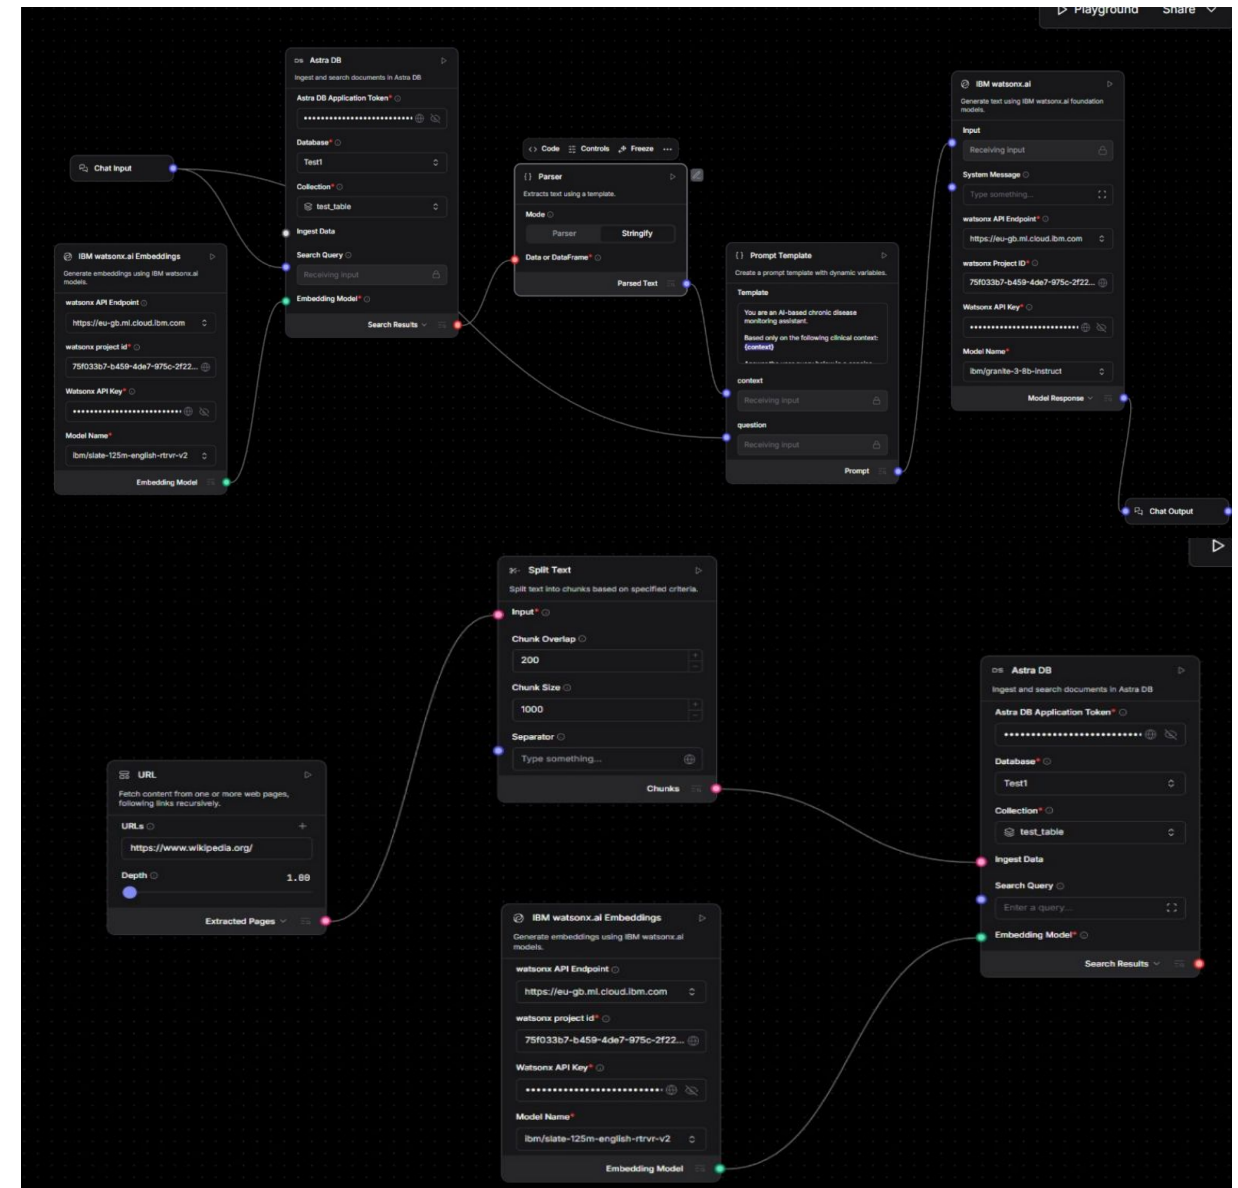 Playground Share
DS Astra DB
Ingest and search documents in Astra DB
Astra DB Application Token*
Database*
Test1
Collection*
test_table
Ingest Data
Search Query
Receiving input
Embedding Model*
Search Results
Chat Input
IBM watsonx.ai Embeddings
Generate embeddings using IBM watsonx.ai
models.
watsonx API Endpoint
https://eu-gb.ml.cloud.ibm.com
watsonx project id*
75f033b7-b459-4de7-975c-2f22...
Watsonx API Key*
Model Name*
ibm/slate-125m-english-rtrvr-v2
Embedding Model
<> Code Controls Freeze ...
{} Parser
Extracts text using a template.
Mode
Parser Stringify
Data or DataFrame*
Parsed Text
{} Prompt Template
Create a prompt template with dynamic variables.
Template
You are an AI-based chronic disease
monitoring assistant.
Based only on the following clinical context:
{context}
context
Receiving input
question
Receiving input
Prompt
IBM watsonx.ai
Generate text using IBM watsonx.ai foundation
models.
Input
Receiving input
System Message
Type something...
watsonx API Endpoint*
https://eu-gb.ml.cloud.ibm.com
watsonx Project ID*
75f033b7-b459-4de7-975c-2f22...
Watsonx API Key*
Model Name*
ibm/granite-3-8b-instruct
Model Response
Chat Output
Split Text
Split text into chunks based on specified criteria.
Input*
Chunk Overlap
200
Chunk Size
1000
Separator
Type something...
Chunks
URL
Fetch content from one or more web pages,
following links recursively.
URLs +
https://www.wikipedia.org/
Depth 1.00
Extracted Pages
IBM watsonx.ai Embeddings
Generate embeddings using IBM watsonx.ai
models.
watsonx API Endpoint
https://eu-gb.ml.cloud.ibm.com
watsonx project id*
75f033b7-b459-4de7-975c-2f22...
Watsonx API Key*
Model Name*
ibm/slate-125m-english-rtrvr-v2
Embedding Model
DS Astra DB
Ingest and search documents in Astra DB
Astra DB Application Token*
Database*
Test1
Collection*
test_table
Ingest Data
Search Query
Enter a query...
Embedding Model*
Search Results